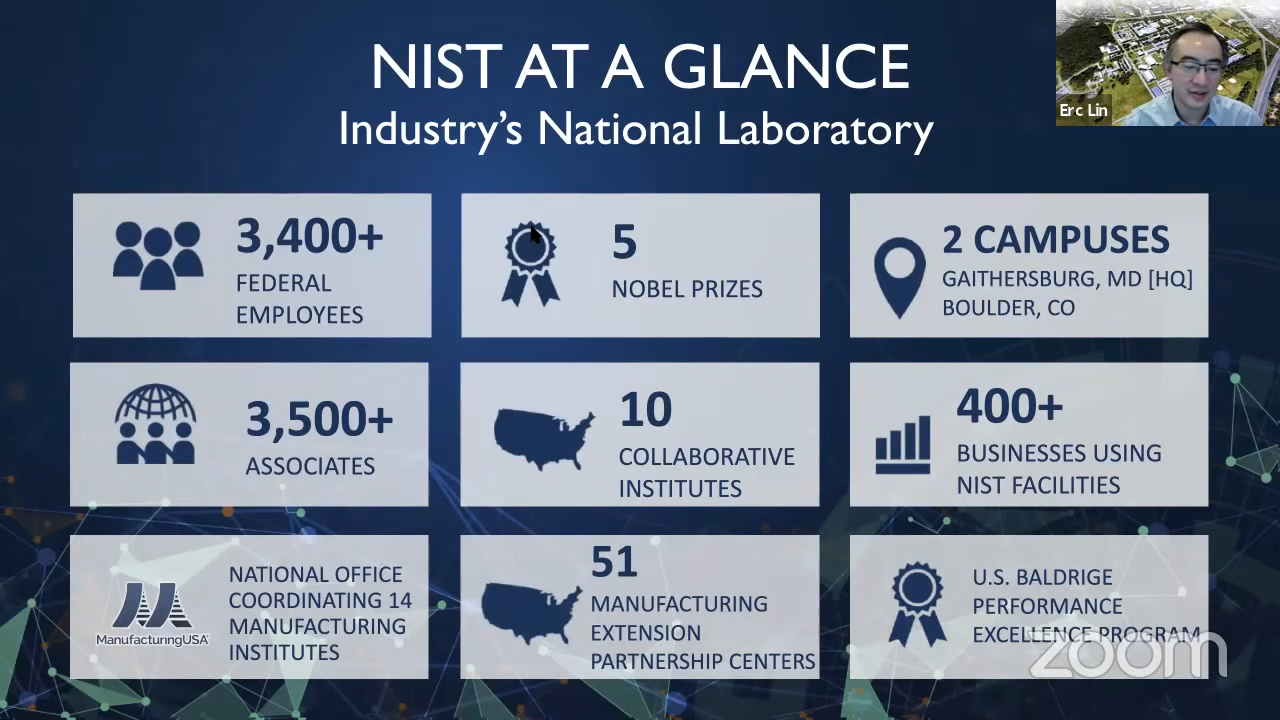 NIST AT A GLANCE
Industry's National Laboratory
Erc Lin
3,400+
FEDERAL
EMPLOYEES
5
NOBEL PRIZES
2 CAMPUSES
GAITHERSBURG, MD [HQ]
BOULDER, CO
3,500+
ASSOCIATES
10
COLLABORATIVE
INSTITUTES
400+
BUSINESSES USING
NIST FACILITIES
ManufacturingUSA
NATIONAL OFFICE
COORDINATING 14
MANUFACTURING
INSTITUTES
51
MANUFACTURING
EXTENSION
PARTNERSHIP CENTERS
U.S. BALDRIGE
PERFORMANCE
EXCELLENCE PROGRAM
zoom